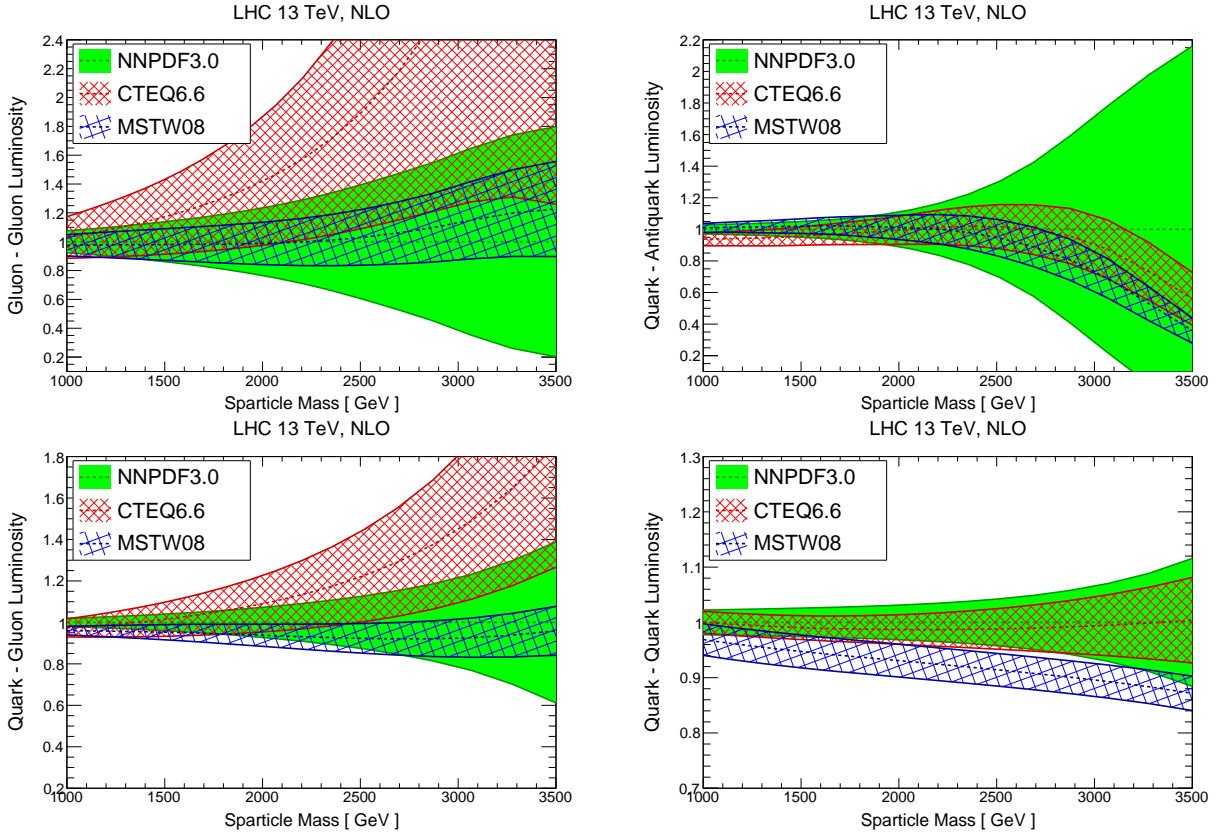 LHC 13 TeV, NLO
Gluon - Gluon Luminosity
2.4
2.2
2
1.8
1.6
1.4
1.2
1
0.8
0.6
0.4
0.2
NNPDF3.0
CTEQ6.6
MSTW08
1000 1500 2000 2500 3000 3500
Sparticle Mass [ GeV ]
LHC 13 TeV, NLO
Quark - Antiquark Luminosity
2.2
2
1.8
1.6
1.4
1.2
1
0.8
0.6
0.4
0.2
NNPDF3.0
CTEQ6.6
MSTW08
1000 1500 2000 2500 3000 3500
Sparticle Mass [ GeV ]
LHC 13 TeV, NLO
Quark - Gluon Luminosity
1.8
1.6
1.4
1.2
1
0.8
0.6
0.4
0.2
NNPDF3.0
CTEQ6.6
MSTW08
1000 1500 2000 2500 3000 3500
Sparticle Mass [ GeV ]
LHC 13 TeV, NLO
Quark - Quark Luminosity
1.3
1.2
1.1
1
0.9
0.8
0.7
NNPDF3.0
CTEQ6.6
MSTW08
1000 1500 2000 2500 3000 3500
Sparticle Mass [ GeV ]